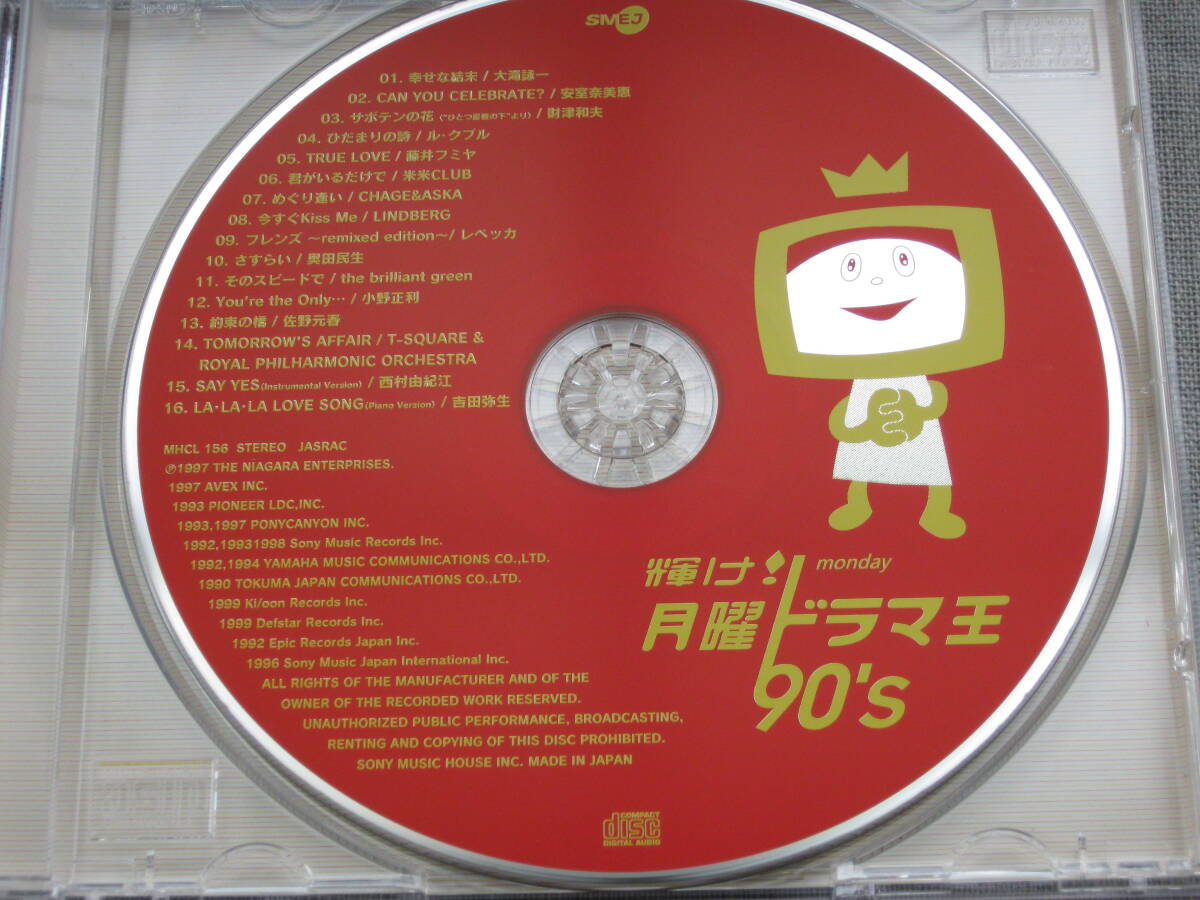 SMEJ
01. 幸せな結末 / 大滝詠一
02. CAN YOU CELEBRATE? / 安室奈美恵
03. サボテンの花 ("ひとつ屋根の下"より) / 財津和夫
04. ひだまりの詩 / ル・クプル
05. TRUE LOVE / 藤井フミヤ
06. 君がいるだけで / 米米CLUB
07. めぐり逢い / CHAGE&ASKA
08. 今すぐKiss Me / LINDBERG
09. フレンズ 〜remixed edition〜 / レベッカ
10. さすらい / 奥田民生
11. そのスピードで / the brilliant green
12. You're the Only… / 小野正利
13. 約束の橋 / 佐野元春
14. TOMORROW'S AFFAIR / T-SQUARE &
ROYAL PHILHARMONIC ORCHESTRA
15. SAY YES(Instrumental Version) / 西村由紀江
16. LA・LA・LA LOVE SONG(Piano Version) / 吉田弥生
MHCL 156 STEREO JASRAC
℗1997 THE NIAGARA ENTERPRISES.
1997 AVEX INC.
1993 PIONEER LDC,INC.
1993,1997 PONYCANYON INC.
1992,19931998 Sony Music Records Inc.
1992,1994 YAMAHA MUSIC COMMUNICATIONS CO.,LTD.
1990 TOKUMA JAPAN COMMUNICATIONS CO.,LTD.
1999 Ki/oon Records Inc.
1999 Defstar Records Inc.
1992 Epic Records Japan Inc.
1996 Sony Music Japan International Inc.
ALL RIGHTS OF THE MANUFACTURER AND OF THE
OWNER OF THE RECORDED WORK RESERVED.
UNAUTHORIZED PUBLIC PERFORMANCE, BROADCASTING,
RENTING AND COPYING OF THIS DISC PROHIBITED.
SONY MUSIC HOUSE INC. MADE IN JAPAN
輝け!
monday
月曜ドラマ王
90's
COMPACT
disc
DIGITAL AUDIO